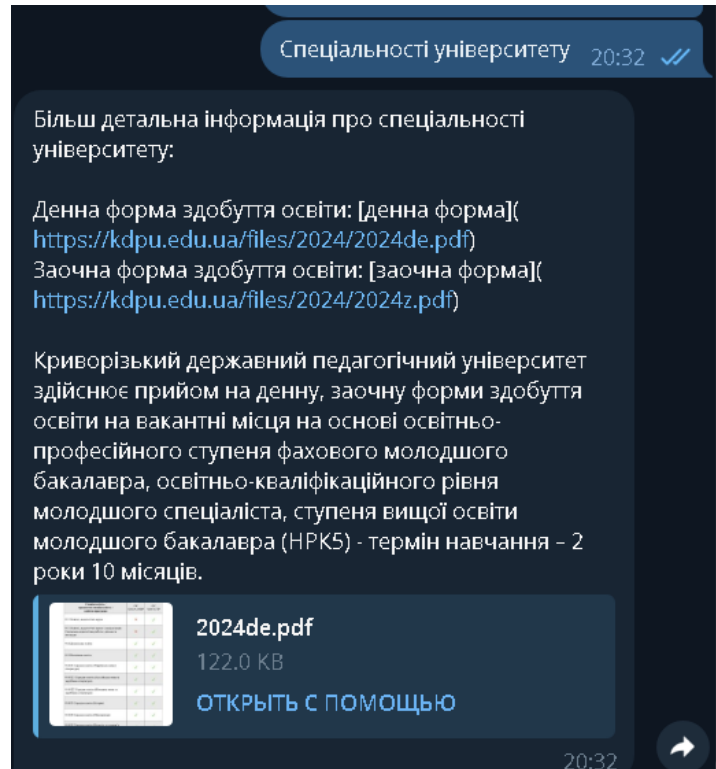 Спеціальності університету 20:32
Більш детальна інформація про спеціальності
університету:
Денна форма здобуття освіти: [денна форма](
https://kdpu.edu.ua/files/2024/2024de.pdf)
Заочна форма здобуття освіти: [заочна форма](
https://kdpu.edu.ua/files/2024/2024z.pdf)
Криворізький державний педагогічний університет
здійснює прийом на денну, заочну форми здобуття
освіти на вакантні місця на основі освітньо-
професійного ступеня фахового молодшого
бакалавра, освітньо-кваліфікаційного рівня
молодшого спеціаліста, ступеня вищої освіти
молодшого бакалавра (НРК5) - термін навчання – 2
роки 10 місяців.
2024de.pdf
122.0 KB
ОТКРЫТЬ С ПОМОЩЬЮ
20:32